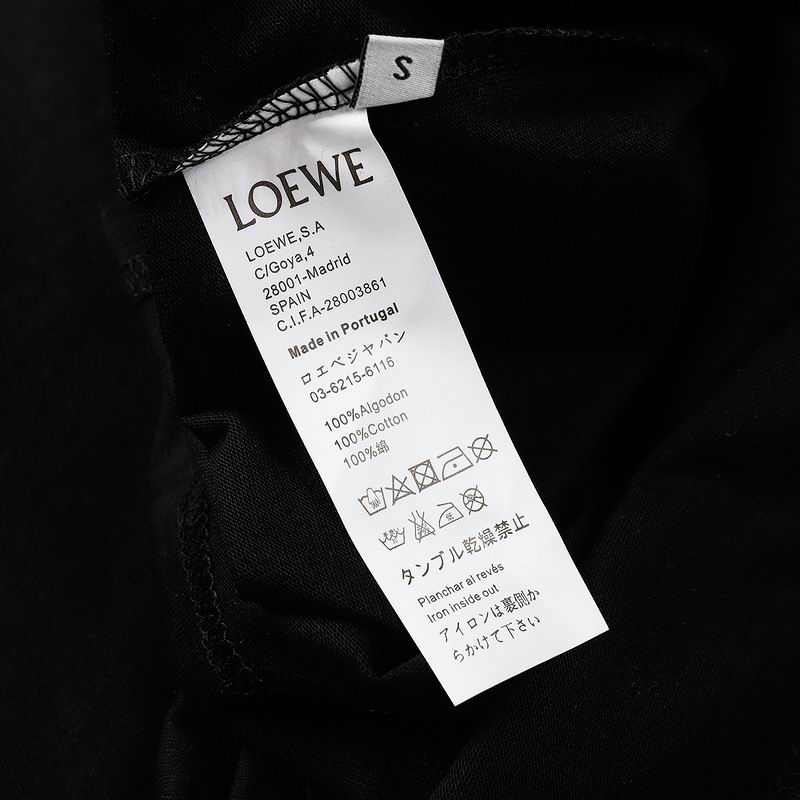 S
LOEWE
LOEWE,S.A
C/Goya,4
28001-Madrid
SPAIN
C.I.F.A-28003861
Made in Portugal
ロエベジャパン
03-6215-6116
100%Algodon
100%Cotton
100%綿
タンブル乾燥禁止
Planchar al revés
Iron inside out
アイロンは裏側か
らかけて下さい